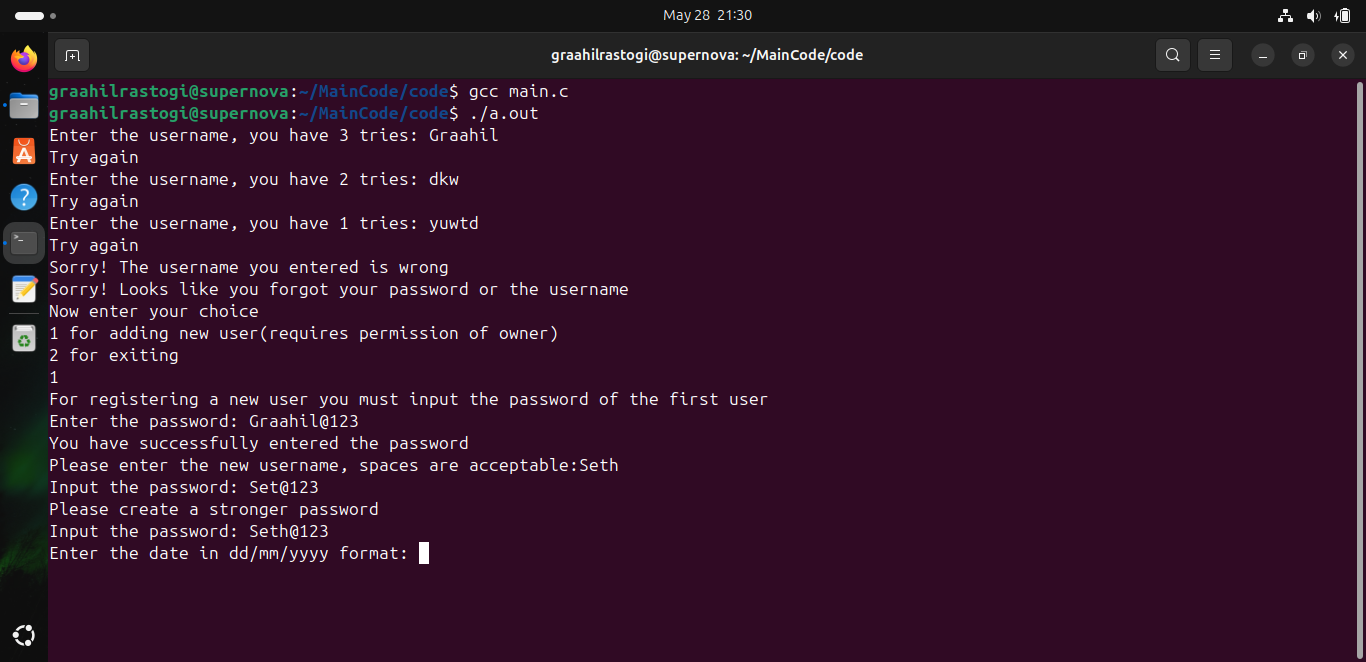 May 28 21:30
graahilrastogi@supernova: ~/MainCode/code
graahilrastogi@supernova:~/MainCode/code$ gcc main.c
graahilrastogi@supernova:~/MainCode/code$ ./a.out
Enter the username, you have 3 tries: Graahil
Try again
Enter the username, you have 2 tries: dkw
Try again
Enter the username, you have 1 tries: yuwtd
Try again
Sorry! The username you entered is wrong
Sorry! Looks like you forgot your password or the username
Now enter your choice
1 for adding new user(requires permission of owner)
2 for exiting
1
For registering a new user you must input the password of the first user
Enter the password: Graahil@123
You have successfully entered the password
Please enter the new username, spaces are acceptable:Seth
Input the password: Set@123
Please create a stronger password
Input the password: Seth@123
Enter the date in dd/mm/yyyy format: